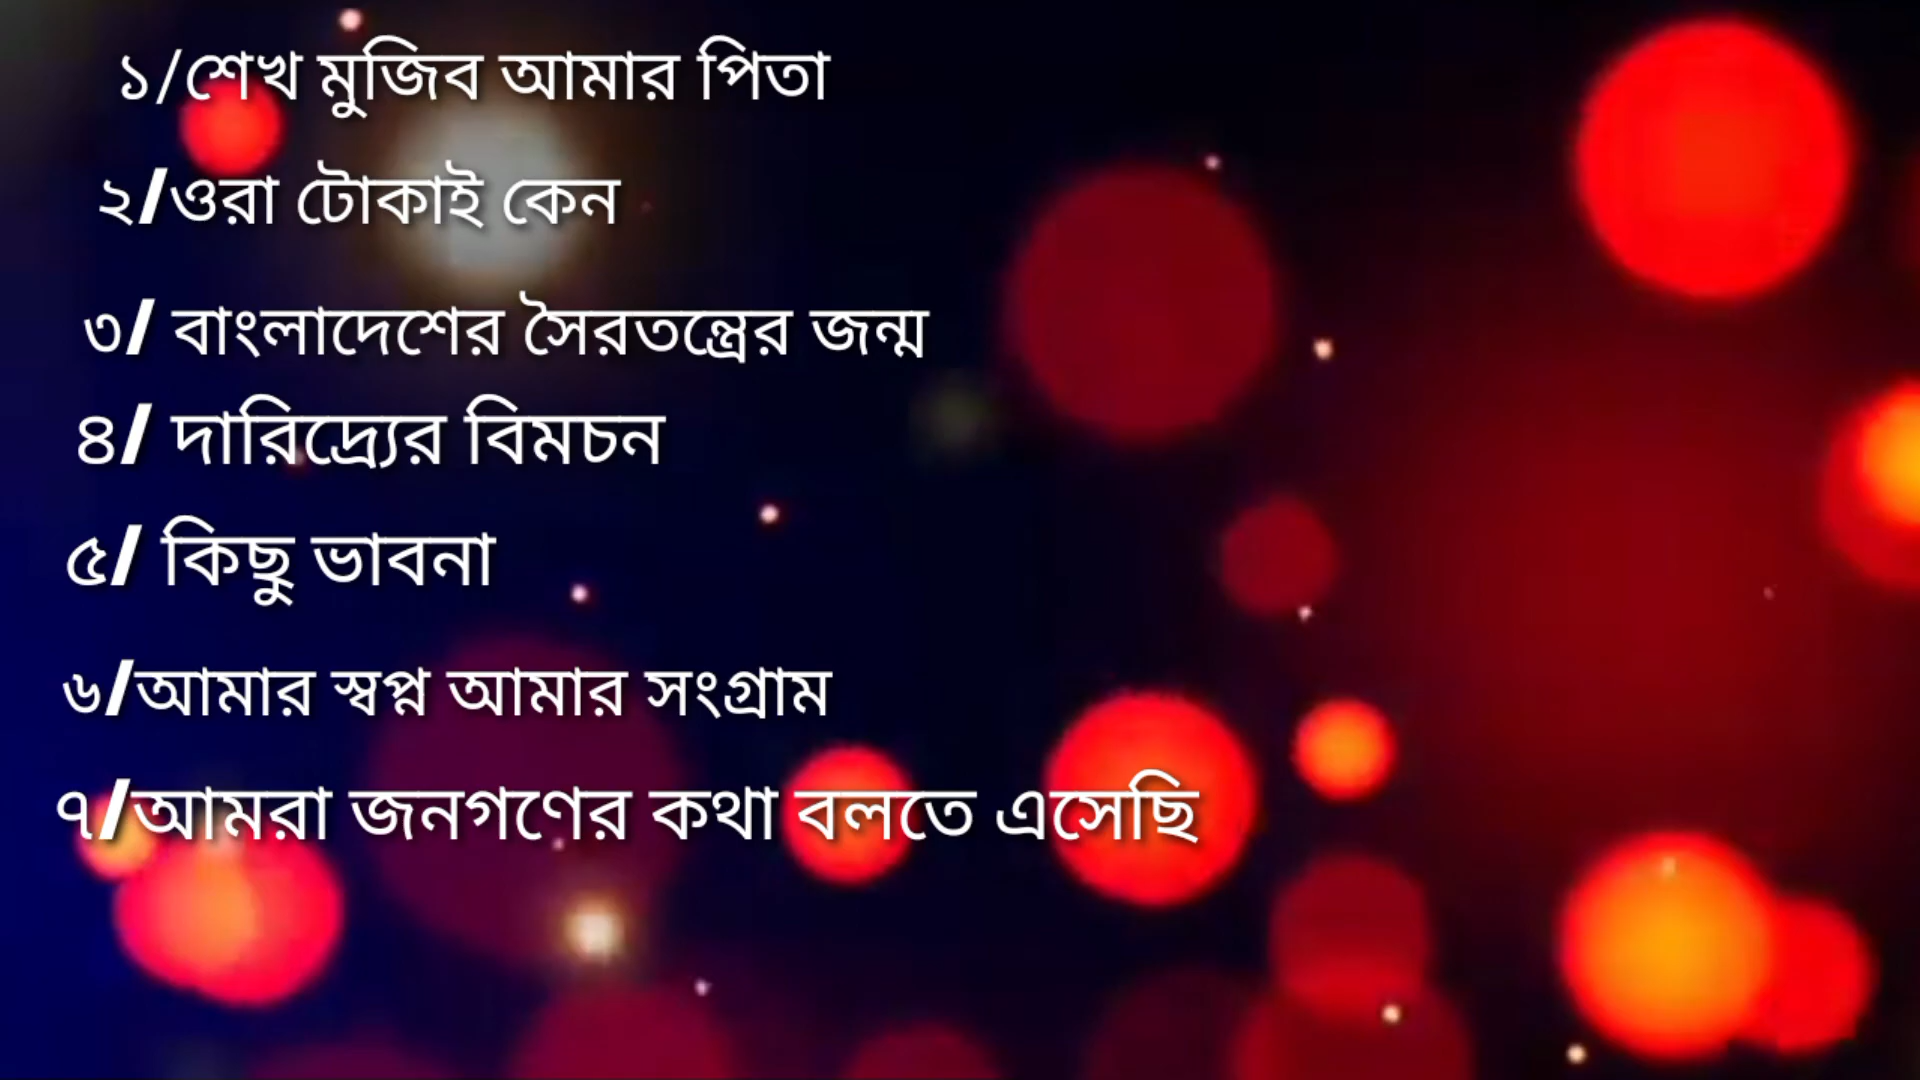 ১/শেখ মুজিব আমার পিতা
২/ওরা টোকাই কেন
৩/ বাংলাদেশের সৈরতন্ত্রের জন্ম
৪/ দারিদ্র্যের বিমচন
৫/ কিছু ভাবনা
৬/আমার স্বপ্ন আমার সংগ্রাম
৭/আমরা জনগণের কথা বলতে এসেছি